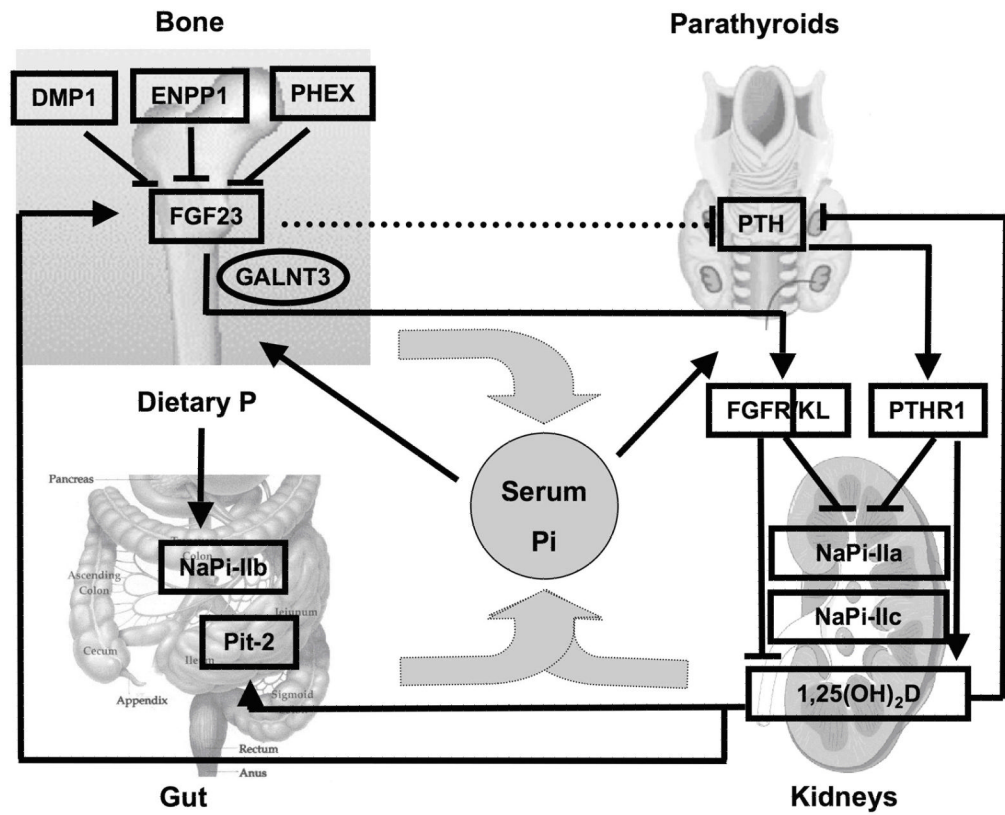 Bone
Parathyroids
DMP1
ENPP1
PHEX
FGF23
PTH
GALNT3
Dietary P
FGFR/KL
PTHR1
Pancreas
Serum
Pi
Colon
NaPi-IIb
NaPi-IIa
Ascending
Colon
Jejunum
Pit-2
NaPi-IIc
Cecum
Ileum
Appendix
Sigmoid
1,25(OH)₂D
Rectum
Anus
Gut
Kidneys